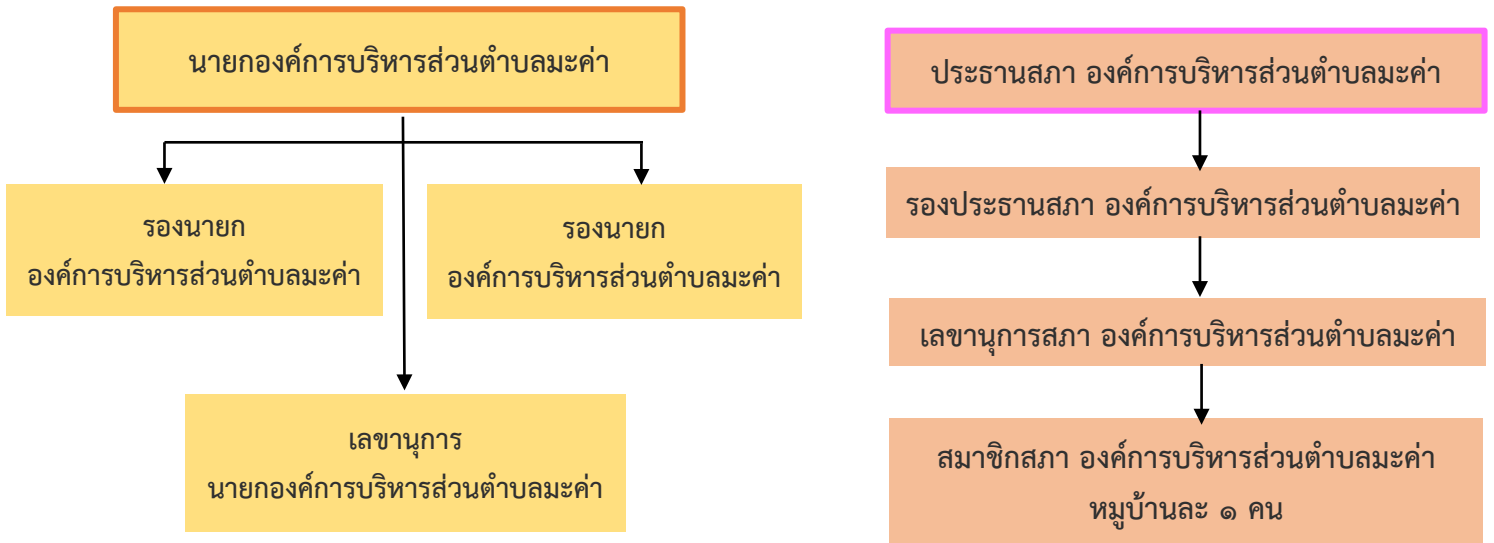 นายกองค์การบริหารส่วนตำบลมะค่า
รองนายก
องค์การบริหารส่วนตำบลมะค่า
รองนายก
องค์การบริหารส่วนตำบลมะค่า
เลขานุการ
นายกองค์การบริหารส่วนตำบลมะค่า
ประธานสภา องค์การบริหารส่วนตำบลมะค่า
รองประธานสภา องค์การบริหารส่วนตำบลมะค่า
เลขานุการสภา องค์การบริหารส่วนตำบลมะค่า
สมาชิกสภา องค์การบริหารส่วนตำบลมะค่า
หมูบ้านละ ๑ คน